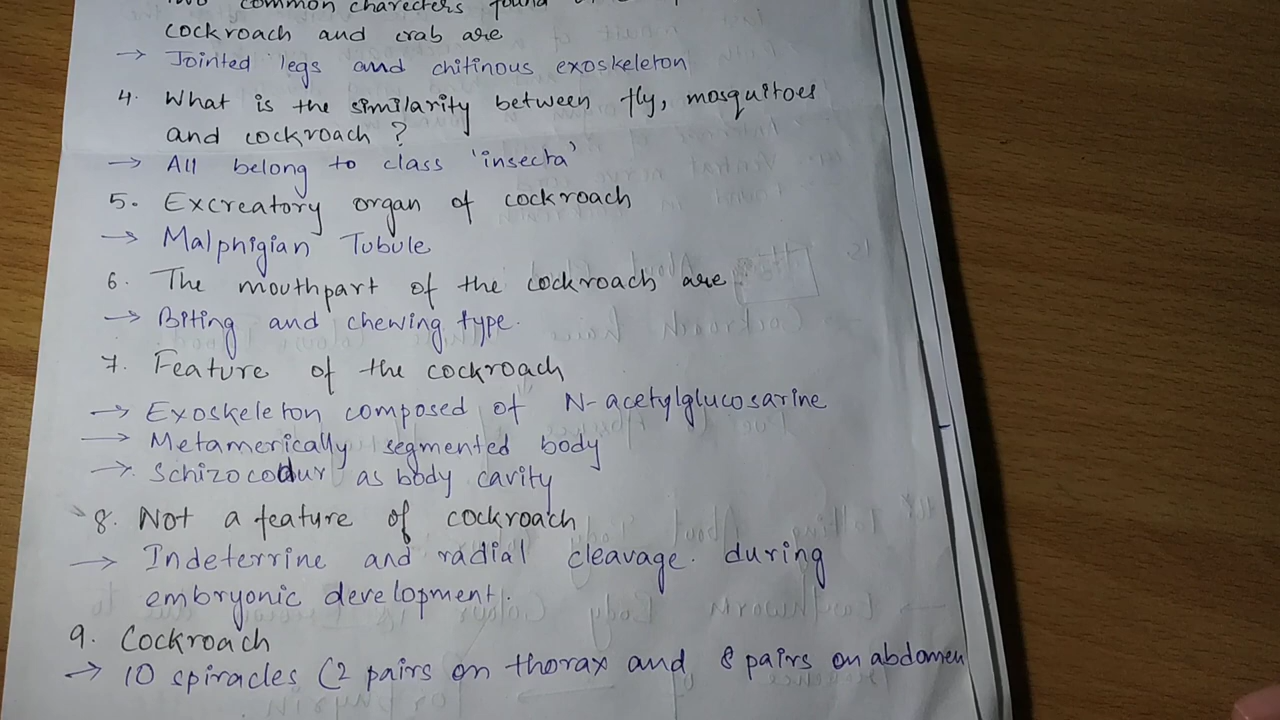 common charecters found
cockroach and crab are
→ Jointed legs and chitinous exoskeleton
4. What is the similarity between fly, mosquitoes
and cockroach ?
→ All belong to class 'insecta'
5. Excreatory organ of cockroach
→ Malphigian Tubule
6. The mouthpart of the cockroach are
→ Biting and chewing type.
7. Feature of the cockroach
→ Exoskeleton composed of N-acetylglucosarine
→ Metamerically segmented body
→ as body cavity
8. Not a feature of cockroach
→ Indeterrine and radial cleavage. during
embryonic development.
9. Cockroach
→ 10 spiracles (2 pairs on thorax and 8 pairs on abdomen